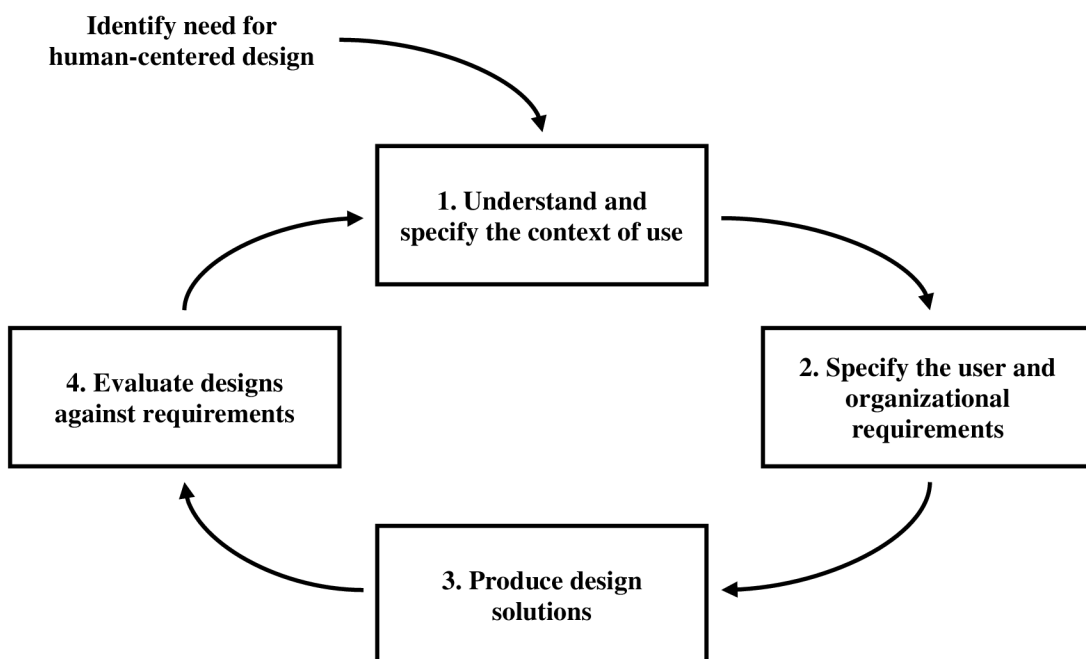 Identify need for
human-centered design
1. Understand and
specify the context of use
2. Specify the user and
organizational
requirements
3. Produce design
solutions
4. Evaluate designs
against requirements